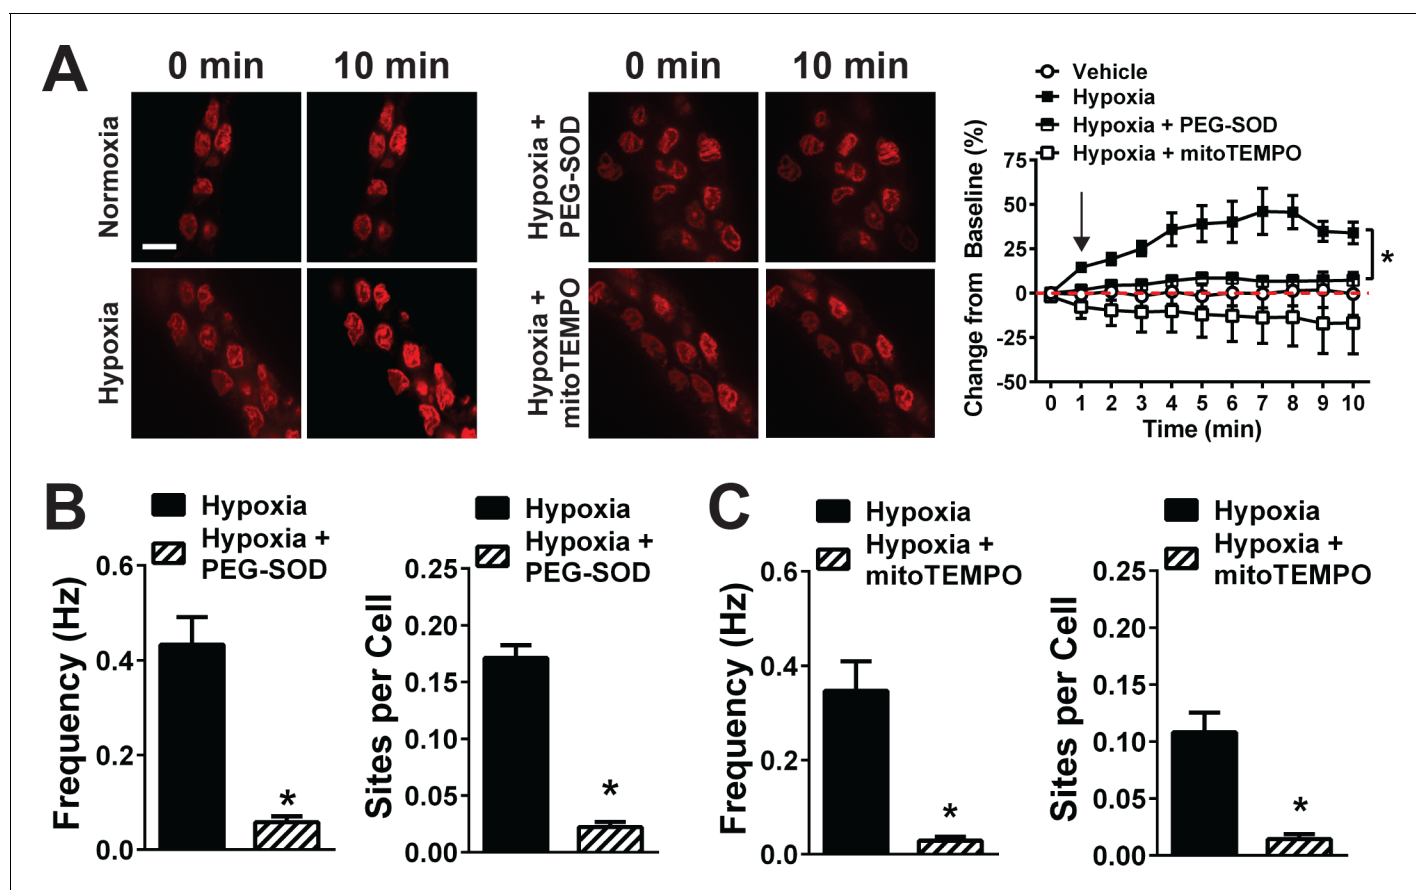 A
0 min
10 min
0 min
10 min
Normoxia
Hypoxia
Hypoxia +
PEG-SOD
Hypoxia +
mitoTEMPO
Vehicle
Hypoxia
Hypoxia + PEG-SOD
Hypoxia + mitoTEMPO
Change from Baseline (%)
75
50
25
0
-25
-50
*
0 1 2 3 4 5 6 7 8 9 10
Time (min)
B
Hypoxia
Hypoxia +
PEG-SOD
Frequency (Hz)
0.6
0.4
0.2
0.0
*
Hypoxia
Hypoxia +
PEG-SOD
Sites per Cell
0.25
0.20
0.15
0.10
0.05
0.00
*
C
Hypoxia
Hypoxia +
mitoTEMPO
Frequency (Hz)
0.6
0.4
0.2
0.0
*
Hypoxia
Hypoxia +
mitoTEMPO
Sites per Cell
0.25
0.20
0.15
0.10
0.05
0.00
*